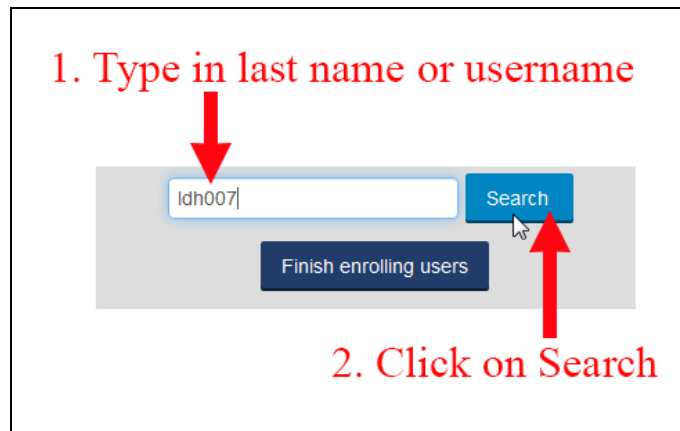 1. Type in last name or username
ldh007
Search
Finish enrolling users
2. Click on Search